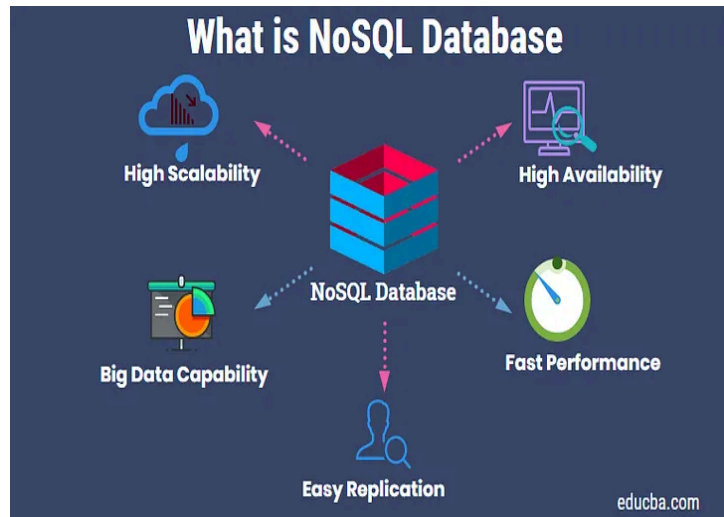 What is NoSQL Database
High Scalability
High Availability
NoSQL Database
Big Data Capability
Fast Performance
Easy Replication
educba.com